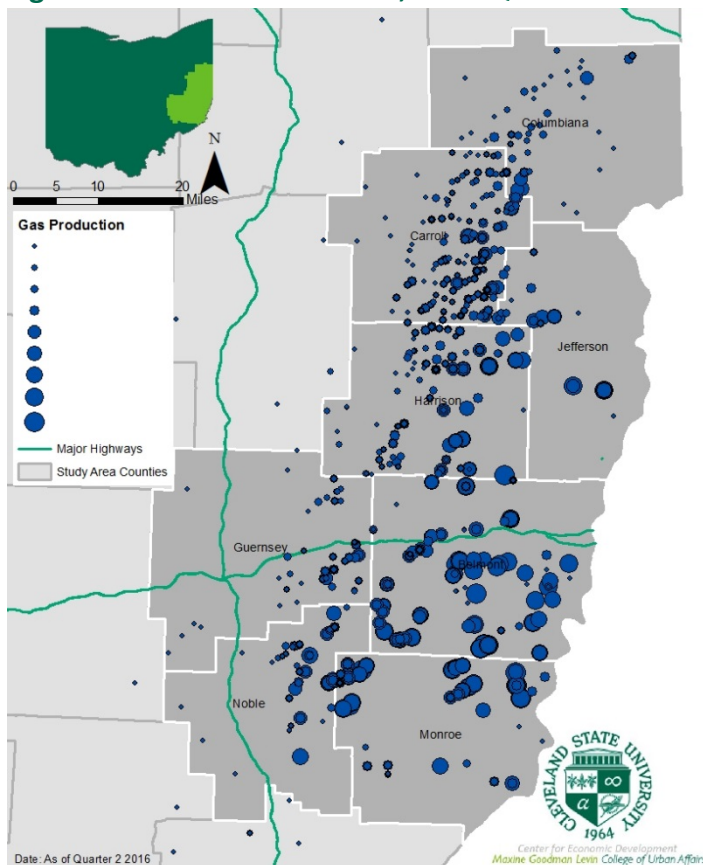 N
0 5 10 20
Miles
Gas Production
Major Highways
Study Area Counties
Columbiana
Carroll
Jefferson
Harrison
Guernsey
Belmont
Noble
Monroe
CLEVELAND STATE UNIVERSITY
α
∞
1964
Center for Economic Development
Maxine Goodman Levin College of Urban Affairs
Date: As of Quarter 2 2016